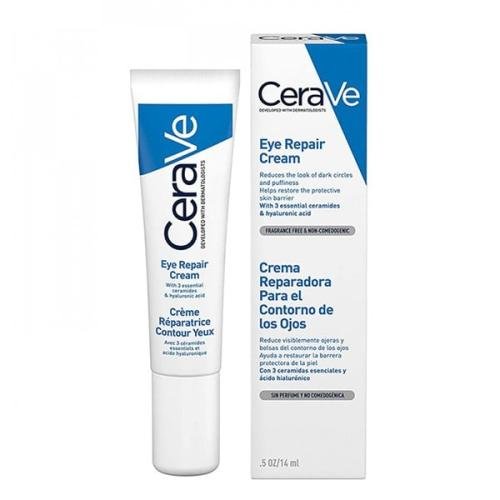 CeraVe
DEVELOPED WITH DERMATOLOGISTS
Eye Repair
Cream
With 3 essential
ceramides
& hyaluronic acid
Crème
Réparatrice
Contour Yeux
Avec 3 céramides
essentiels et
acide hyaluronique
CeraVe
DEVELOPED WITH DERMATOLOGISTS
Eye Repair
Cream
Reduces the look of dark circles
and puffiness
Helps restore the protective
skin barrier
With 3 essential ceramides
& hyaluronic acid
FRAGRANCE FREE & NON-COMEDOGENIC
Crema
Reparadora
Para el
Contorno de
los Ojos
Reduce visiblemente ojeras y
bolsas del contorno de los ojos
Ayuda a restaurar la barrera
protectora de la piel
Con 3 ceramidas esenciales y
ácido hialurónico
SIN PERFUME Y NO COMEDOGÉNICA
.5 OZ/14 ml